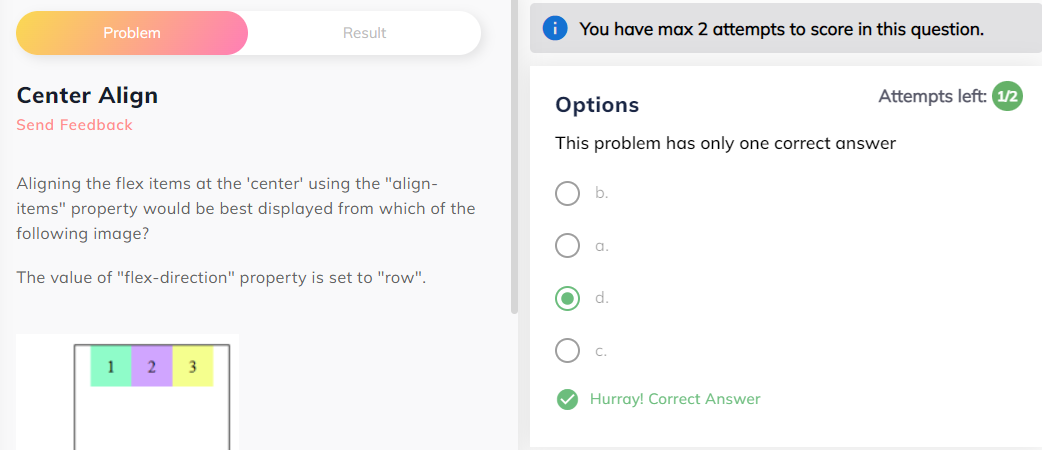 Problem
Result
Center Align
Send Feedback
Aligning the flex items at the 'center' using the "align-
items" property would be best displayed from which of the
following image?
The value of "flex-direction" property is set to "row".
1 2 3
i You have max 2 attempts to score in this question.
Options
Attempts left: 1/2
This problem has only one correct answer
b.
a.
d.
c.
Hurray! Correct Answer